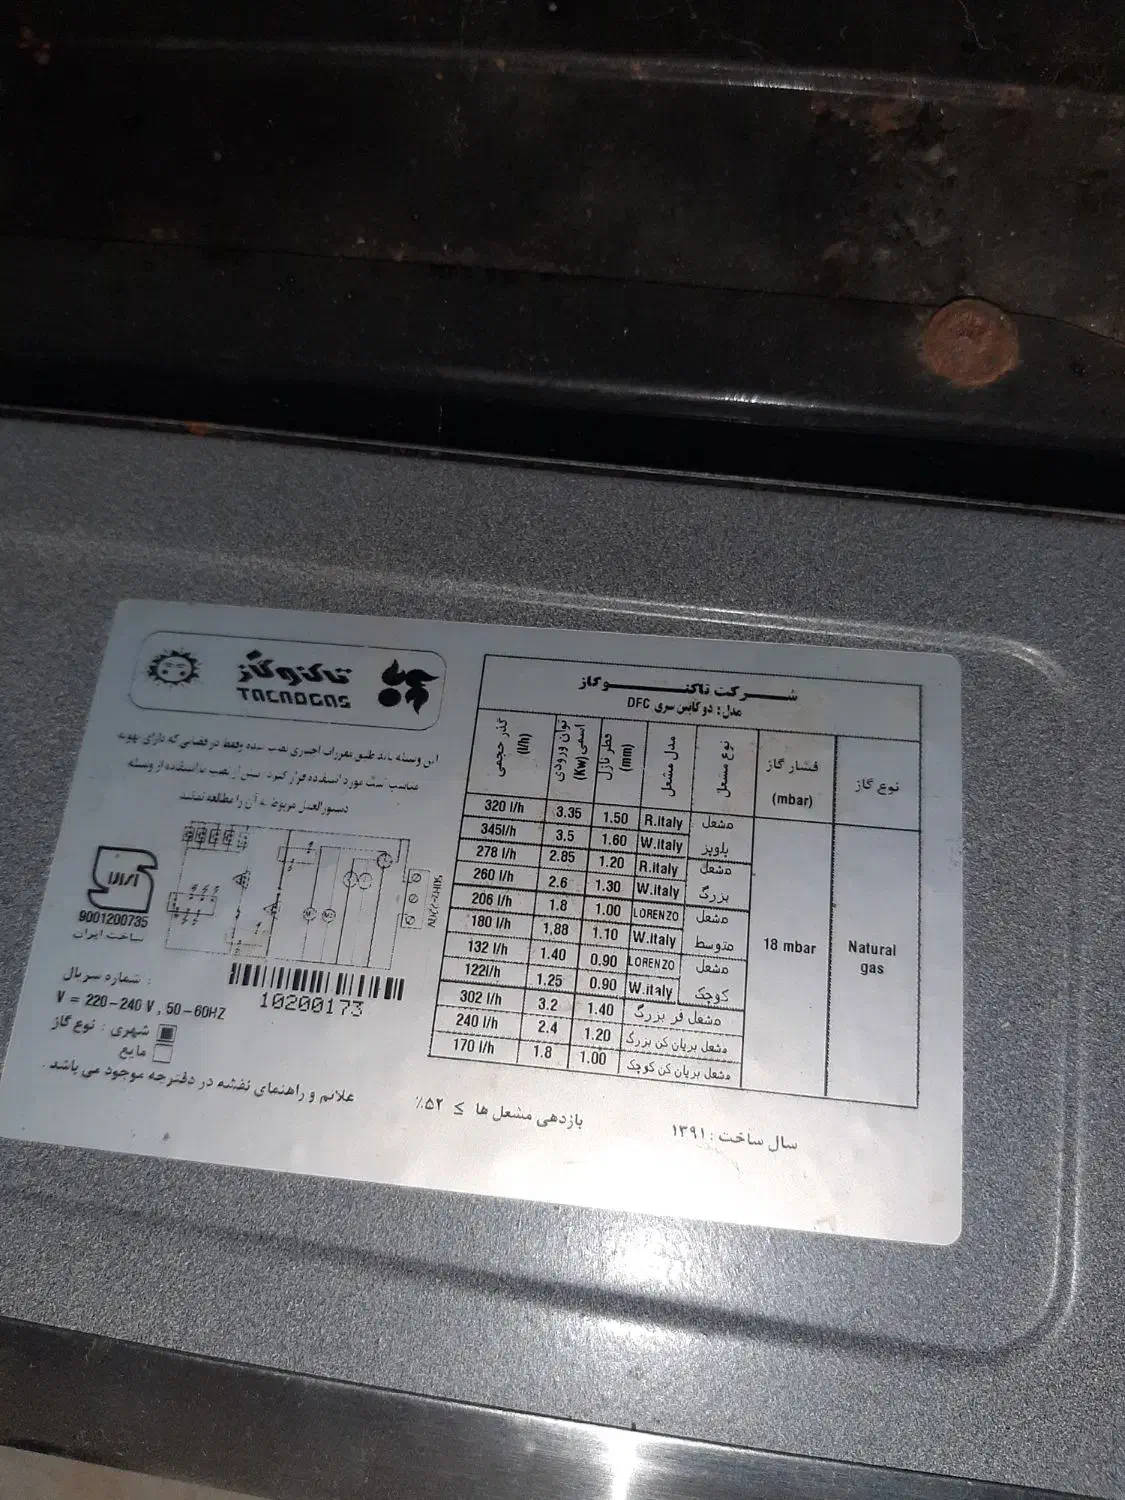 تاکنوگاز
TACNOGAS
این وسیله باید طبق مقررات اجباری نصب شده و فقط در فضایی که دارای تهویه
مناسب است مورد استفاده قرار گیرد. پیش از نصب یا استفاده از وسیله
دستورالعمل مربوط به آن را مطالعه نمائید
9001200735
ساخت ایران
شماره سریال :
10200173
V = 220-240 V , 50-60HZ
نوع گاز : شهری
مایع
علائم و راهنمای نقشه در دفترچه موجود می باشد .
شرکت تاکنوگاز
مدل : دو کابین سری DFC
نوع گاز فشار گاز (mbar) نوع مشعل مدل مشعل قطر نازل (mm) توان ورودی اسمی (Kw) گذر حجمی (l/h)
Natural gas 18 mbar
مشعل پلوپز R.italy 1.50 3.35 320 l/h
W.italy 1.60 3.5 345l/h
مشعل بزرگ R.italy 1.20 2.85 278 l/h
W.italy 1.30 2.6 260 l/h
مشعل متوسط LORENZO 1.00 1.8 206 l/h
W.italy 1.10 1,88 180 l/h
مشعل کوچک LORENZO 0.90 1.40 132 l/h
W.italy 0.90 1.25 122l/h
مشعل فر بزرگ 1.40 3.2 302 l/h
مشعل بریان کن بزرگ 1.20 2.4 240 l/h
مشعل بریان کن کوچک 1.00 1.8 170 l/h
بازدهی مشعل ها ≥ ۵۲٪
سال ساخت : ۱۳۹۱